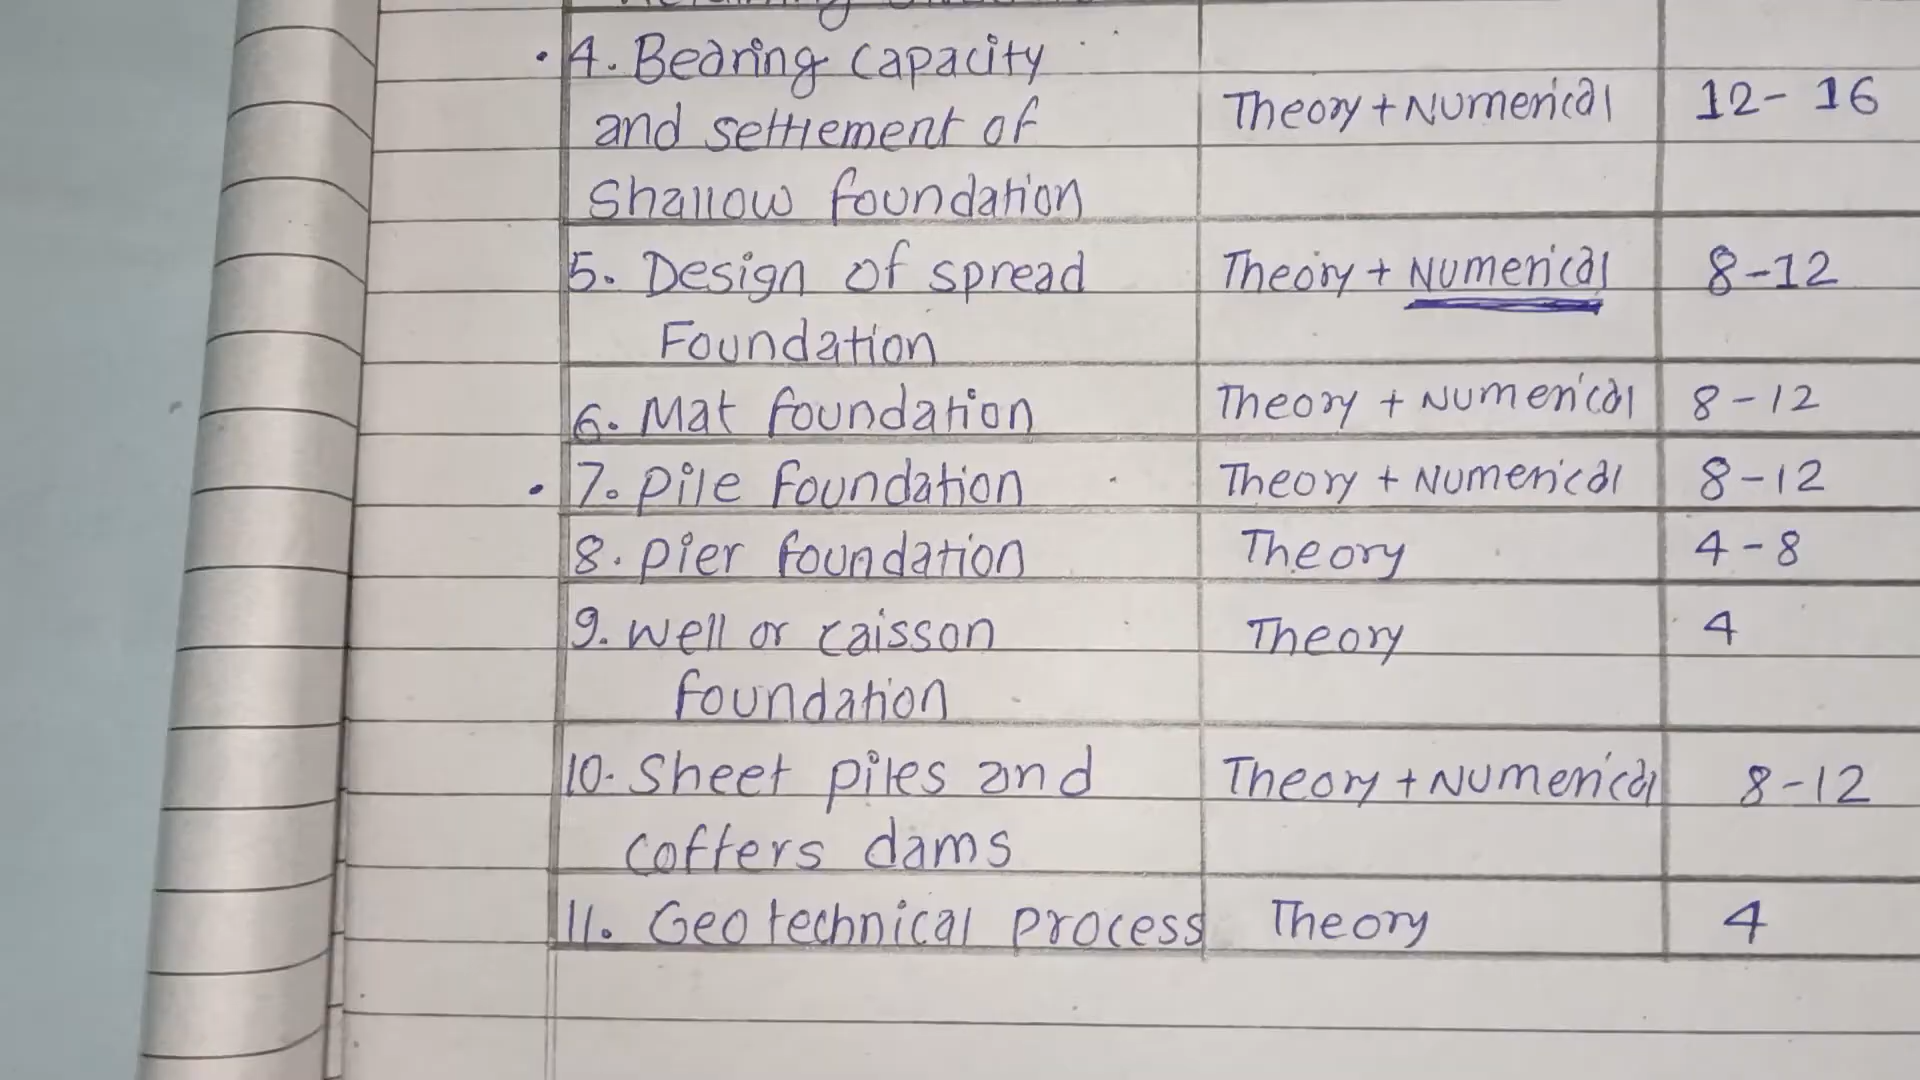 4. Bearing capacity
and settlement of
shallow foundation
Theory + Numerical
12-16
5. Design of spread
Foundation
Theory + Numerical
8-12
6. Mat foundation
Theory + Numerical
8-12
7. pile foundation
Theory + Numerical
8-12
8. pier foundation
Theory
4-8
9. well or caisson
foundation
Theory
4
10. Sheet piles and
coffers dams
Theory + Numerical
8-12
11. Geotechnical process
Theory
4